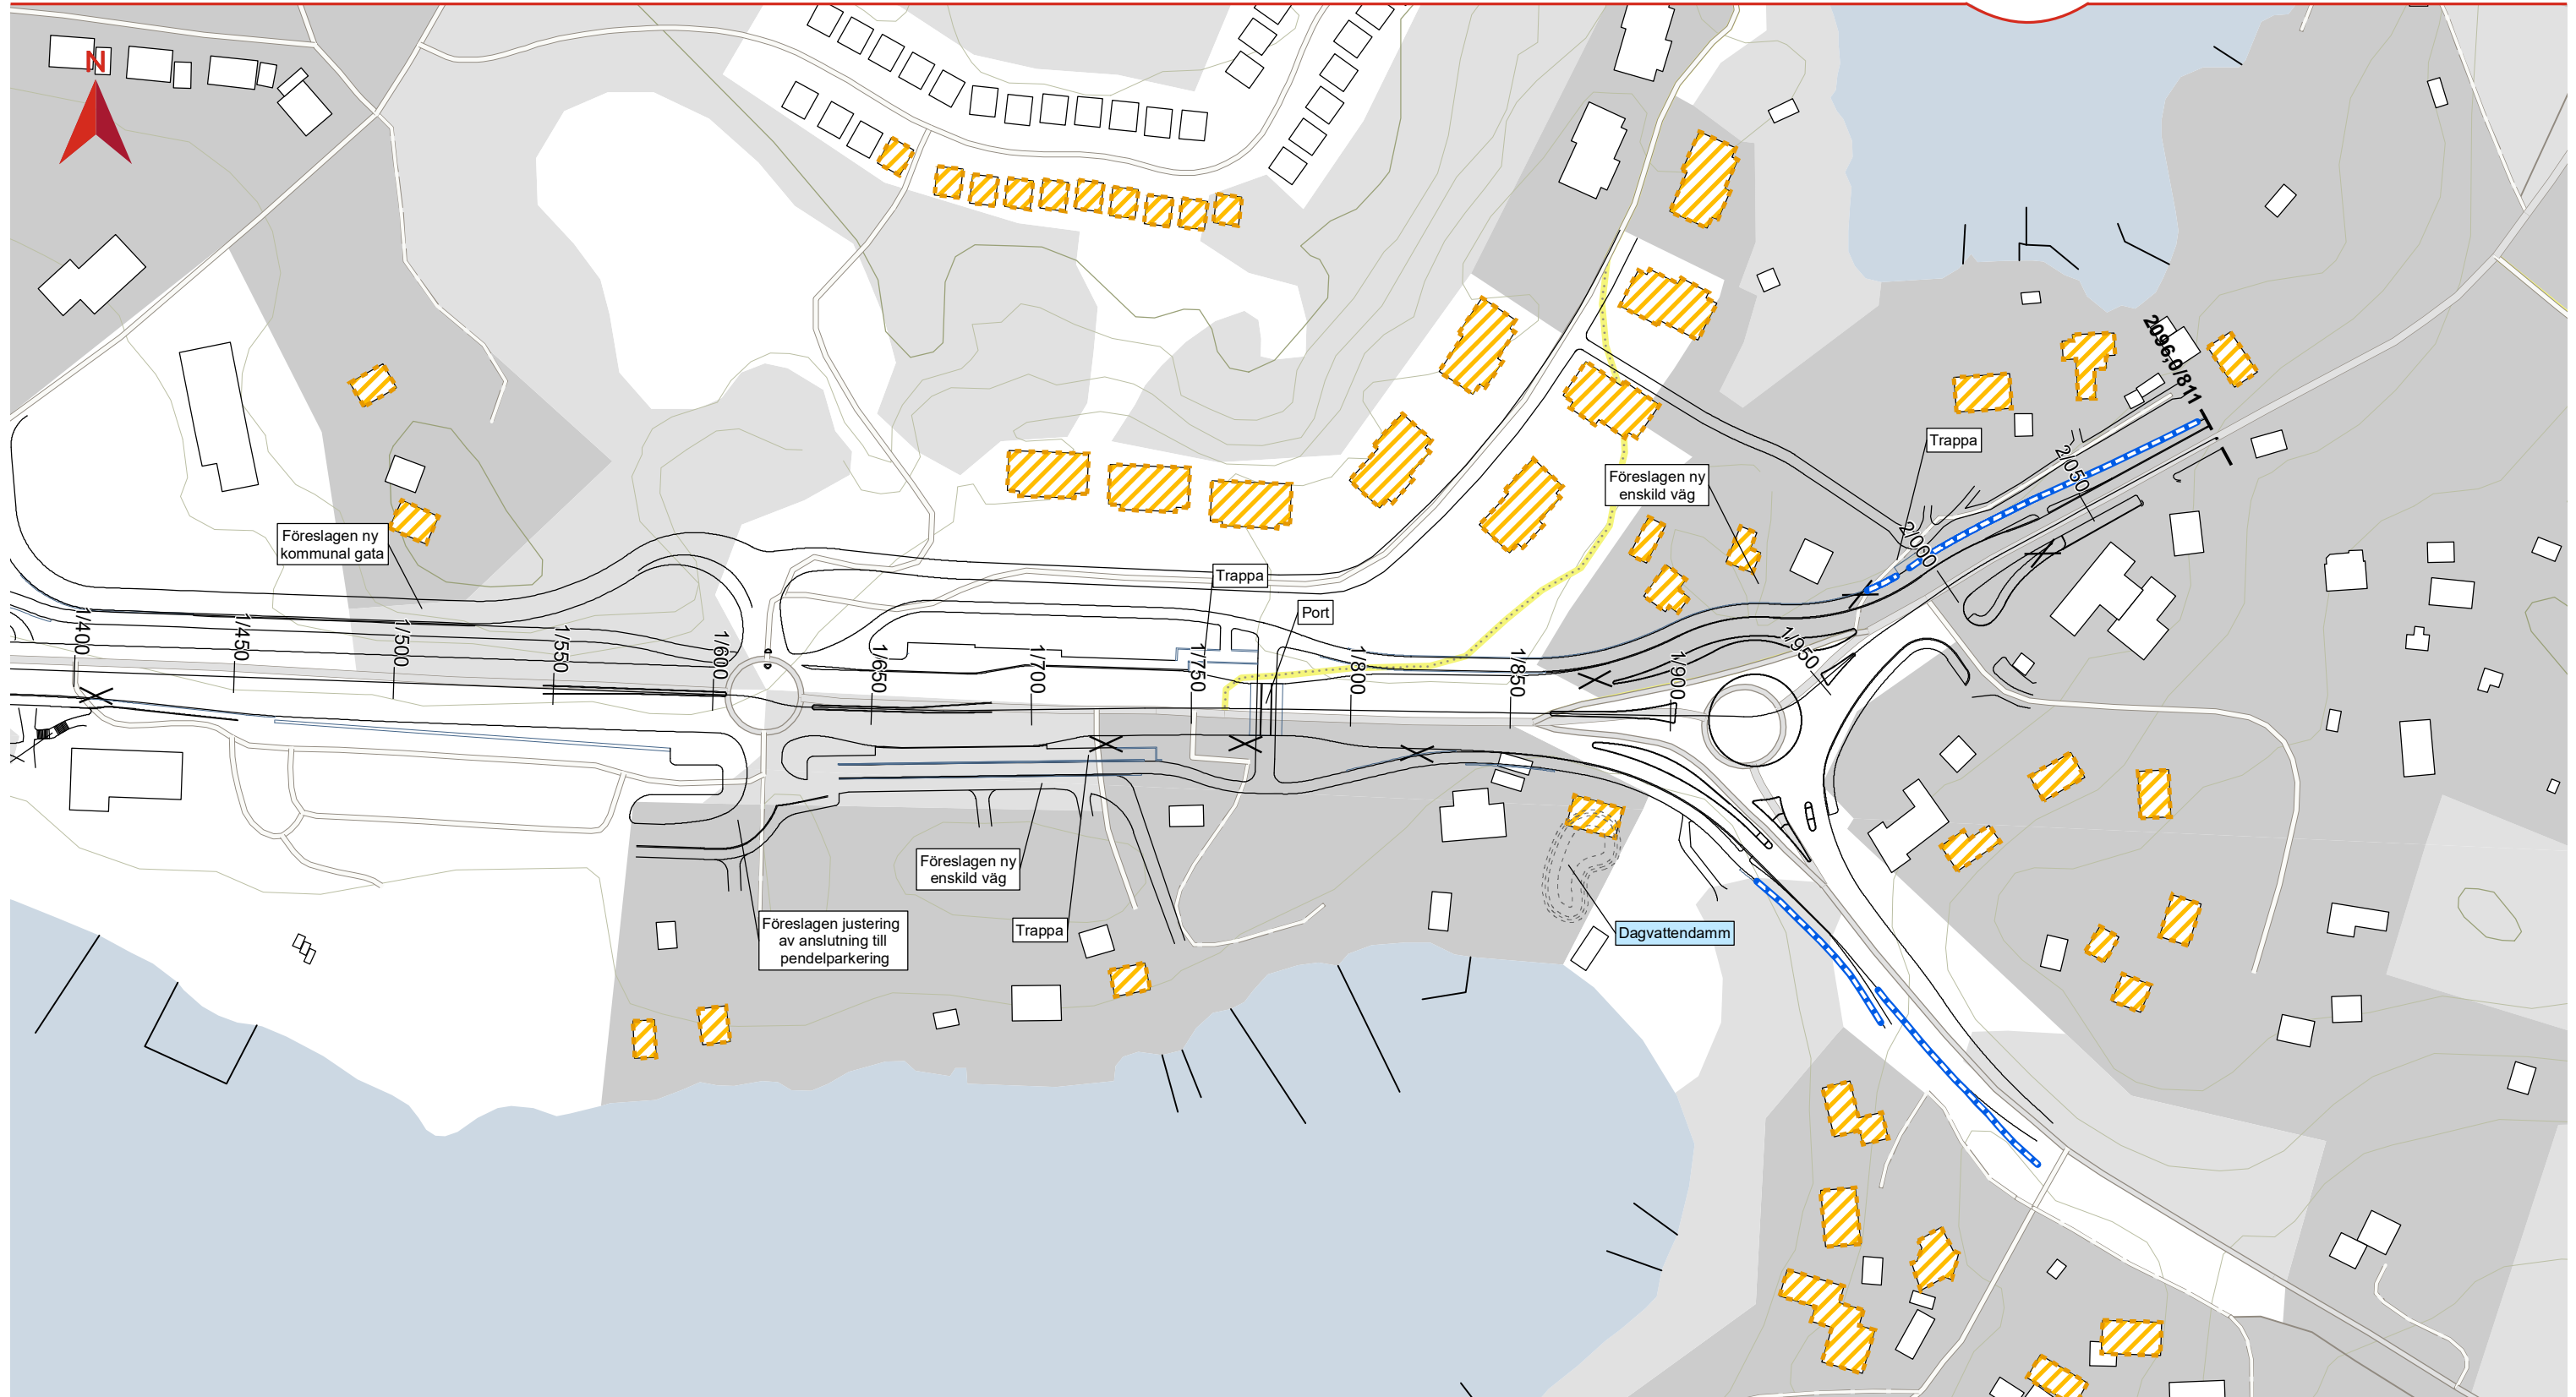 N
2096,0/811
Trappa
2/050
Föreslagen ny
enskild väg
2/000
Föreslagen ny
kommunal gata
Trappa
Port
1/400
1/450
1/500
1/550
1/600
1/650
1/700
1/750
1/800
1/850
1/900
1/950
Föreslagen ny
enskild väg
Föreslagen justering
av anslutning till
pendelparkering
Trappa
Dagvattendamm